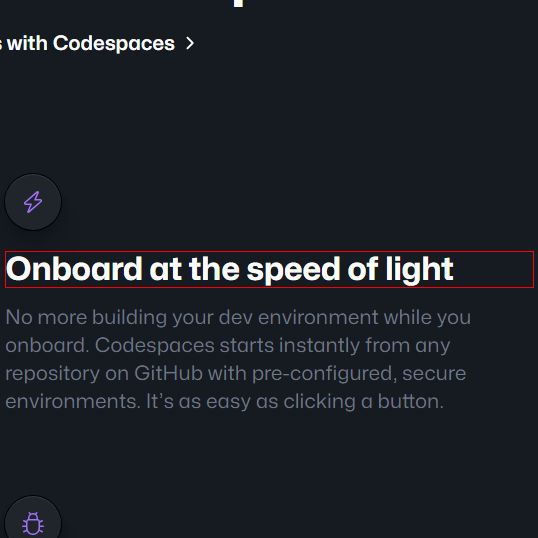 with Codespaces
Onboard at the speed of light
No more building your dev environment while you
onboard. Codespaces starts instantly from any
repository on GitHub with pre-configured, secure
environments. It's as easy as clicking a button.